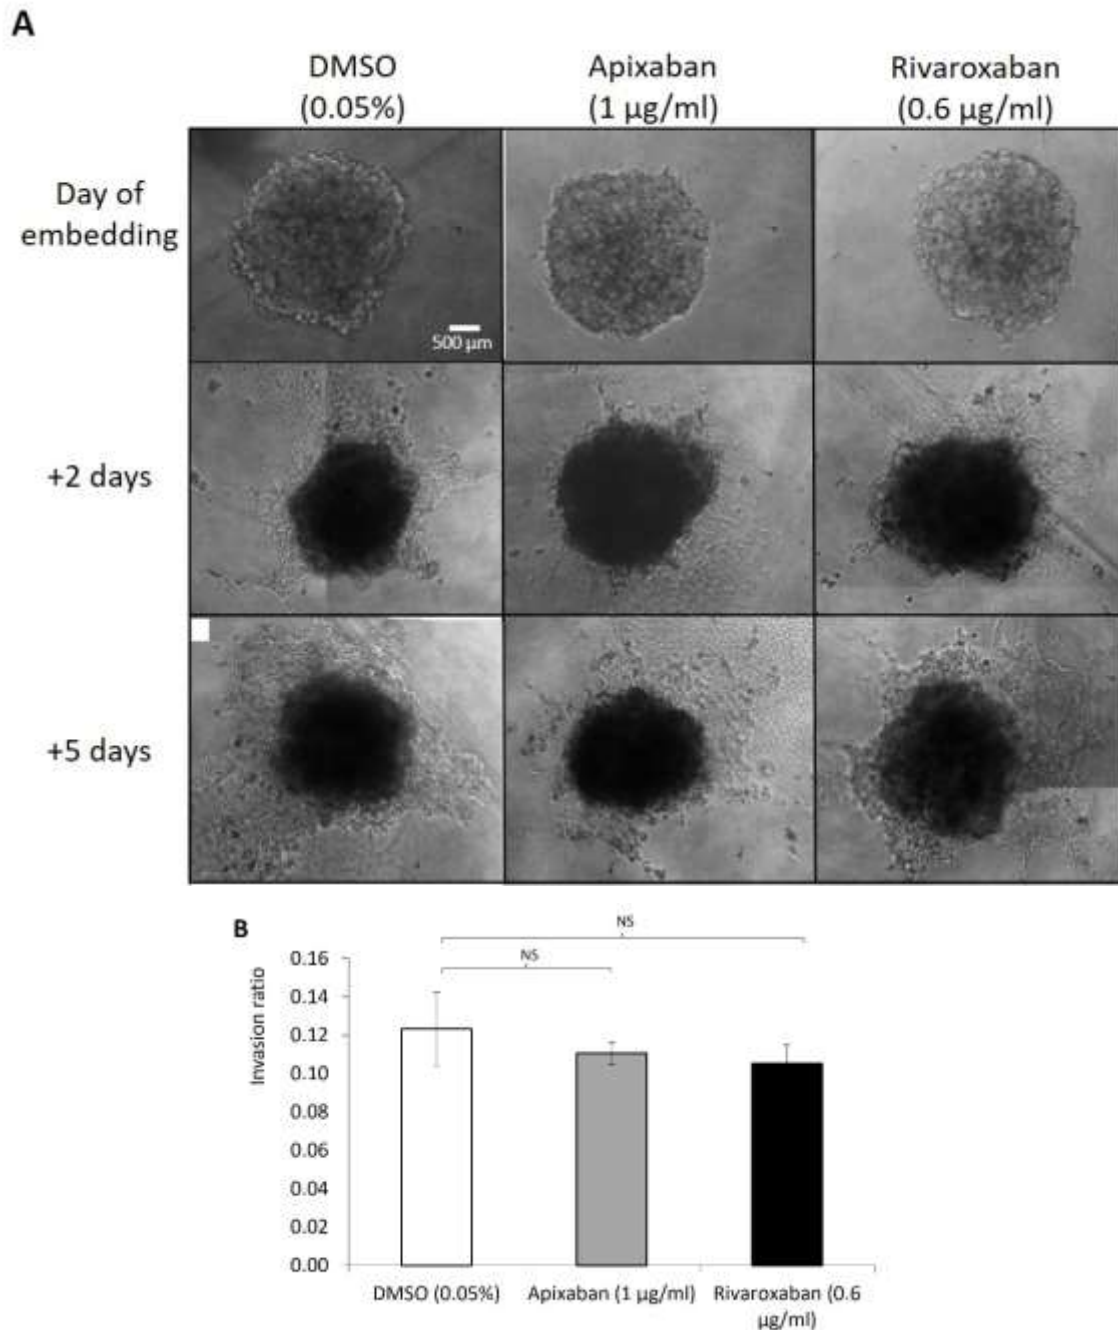 A
DMSO
(0.05%)
Apixaban
(1 µg/ml)
Rivaroxaban
(0.6 µg/ml)
Day of
embedding
500 µm
+2 days
+5 days
B
NS
NS
Invasion ratio
0.16
0.14
0.12
0.10
0.08
0.06
0.04
0.02
0.00
DMSO (0.05%)
Apixaban (1 µg/ml)
Rivaroxaban (0.6
µg/ml)